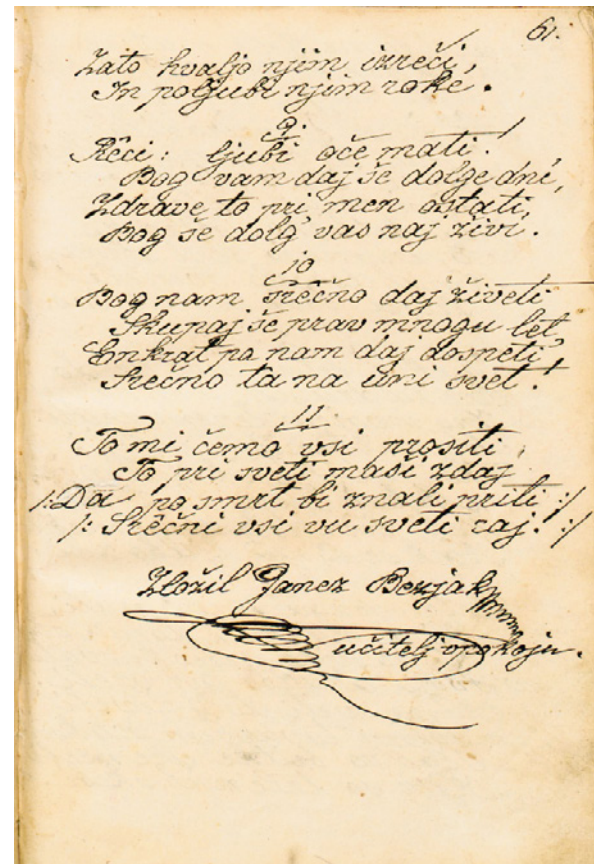 61.
Zato hvaljo njim izreči,
In poljubi njim roke.
9.
Rêci: ljubi oče mati!
Bog vam daj še dolge dni,
Zdrave, to pri men ostati,
Bog še dolg' vas naj živi.
10
Bog nam srečno daj živeti
Skupaj še prav mnogu let,
Enkrat pa nam daj dospeti,
Srečno ta na uni svet!
11.
To mi čemo vsi prositi,
To pri sveti maši zdaj
/: Da po smrt bi znali priti :/
/: Srêčni vsi vu sveti raj! :/
Zložil Janez Bezjak
učitelj v pokoju.